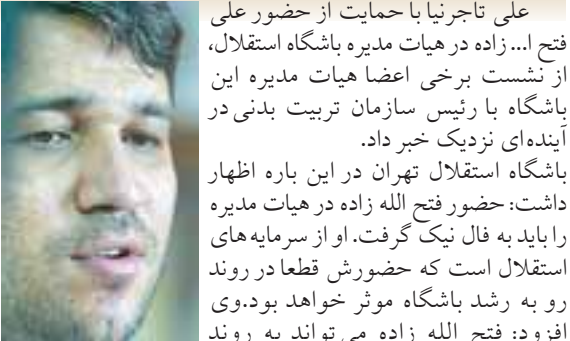 علی تاجرنیا با حمایت از حضور علی
فتح ا... زاده در هیات مدیره باشگاه استقلال،
از نشست برخی اعضا هیات مدیره این
باشگاه با رئیس سازمان تربیت بدنی در
آینده‌ای نزدیک خبر داد.
باشگاه استقلال تهران در این باره اظهار
داشت: حضور فتح الله زاده در هیات مدیره
را باید به فال نیک گرفت. او از سرمایه‌های
استقلال است که حضورش قطعا در روند
رو به رشد باشگاه موثر خواهد بود.وی
افزود: فتح الله زاده می‌تواند به روند